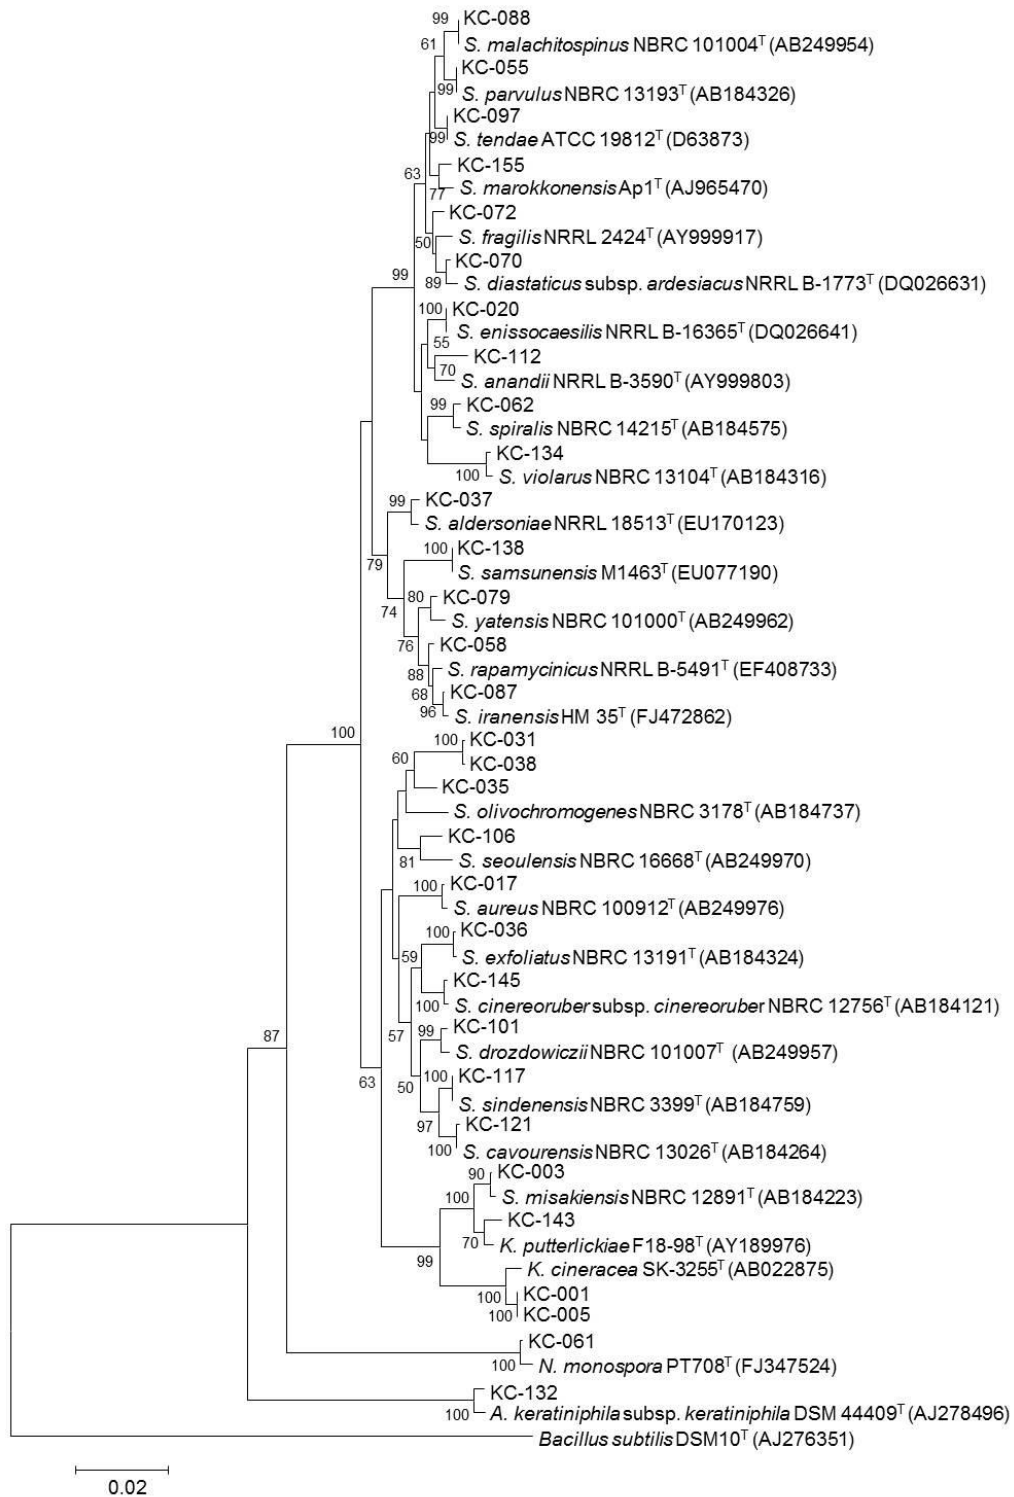 99 KC-088
61
S. malachitospinus NBRC 101004ᵀ (AB249954)
KC-055
99
S. parvulus NBRC 13193ᵀ (AB184326)
KC-097
99
S. tendae ATCC 19812ᵀ (D63873)
KC-155
63
77
S. marokkonensis Ap1ᵀ (AJ965470)
KC-072
50
S. fragilis NRRL 2424ᵀ (AY999917)
KC-070
99
89
S. diastaticus subsp. ardesiacus NRRL B-1773ᵀ (DQ026631)
100 KC-020
S. enissocaesilis NRRL B-16365ᵀ (DQ026641)
55
KC-112
70
S. anandii NRRL B-3590ᵀ (AY999803)
99 KC-062
S. spiralis NBRC 14215ᵀ (AB184575)
KC-134
100
S. violarus NBRC 13104ᵀ (AB184316)
99 KC-037
S. aldersoniae NRRL 18513ᵀ (EU170123)
100 KC-138
79
S. samsunensis M1463ᵀ (EU077190)
80 KC-079
74
S. yatensis NBRC 101000ᵀ (AB249962)
76
KC-058
88
S. rapamycinicus NRRL B-5491ᵀ (EF408733)
68 KC-087
96
S. iranensis HM 35ᵀ (FJ472862)
100
100 KC-031
60
KC-038
KC-035
S. olivochromogenes NBRC 3178ᵀ (AB184737)
KC-106
81
S. seoulensis NBRC 16668ᵀ (AB249970)
100 KC-017
S. aureus NBRC 100912ᵀ (AB249976)
100 KC-036
59
S. exfoliatus NBRC 13191ᵀ (AB184324)
KC-145
100
S. cinereoruber subsp. cinereoruber NBRC 12756ᵀ (AB184121)
87
57
99 KC-101
S. drozdowiczii NBRC 101007ᵀ (AB249957)
63
50
100 KC-117
S. sindenensis NBRC 3399ᵀ (AB184759)
97
KC-121
100
S. cavourensis NBRC 13026ᵀ (AB184264)
90 KC-003
100
S. misakiensis NBRC 12891ᵀ (AB184223)
KC-143
70
K. putterlickiae F18-98ᵀ (AY189976)
99
K. cineracea SK-3255ᵀ (AB022875)
100 KC-001
100 KC-005
KC-061
100
N. monospora PT708ᵀ (FJ347524)
KC-132
100
A. keratiniphila subsp. keratiniphila DSM 44409ᵀ (AJ278496)
Bacillus subtilis DSM10ᵀ (AJ276351)
0.02